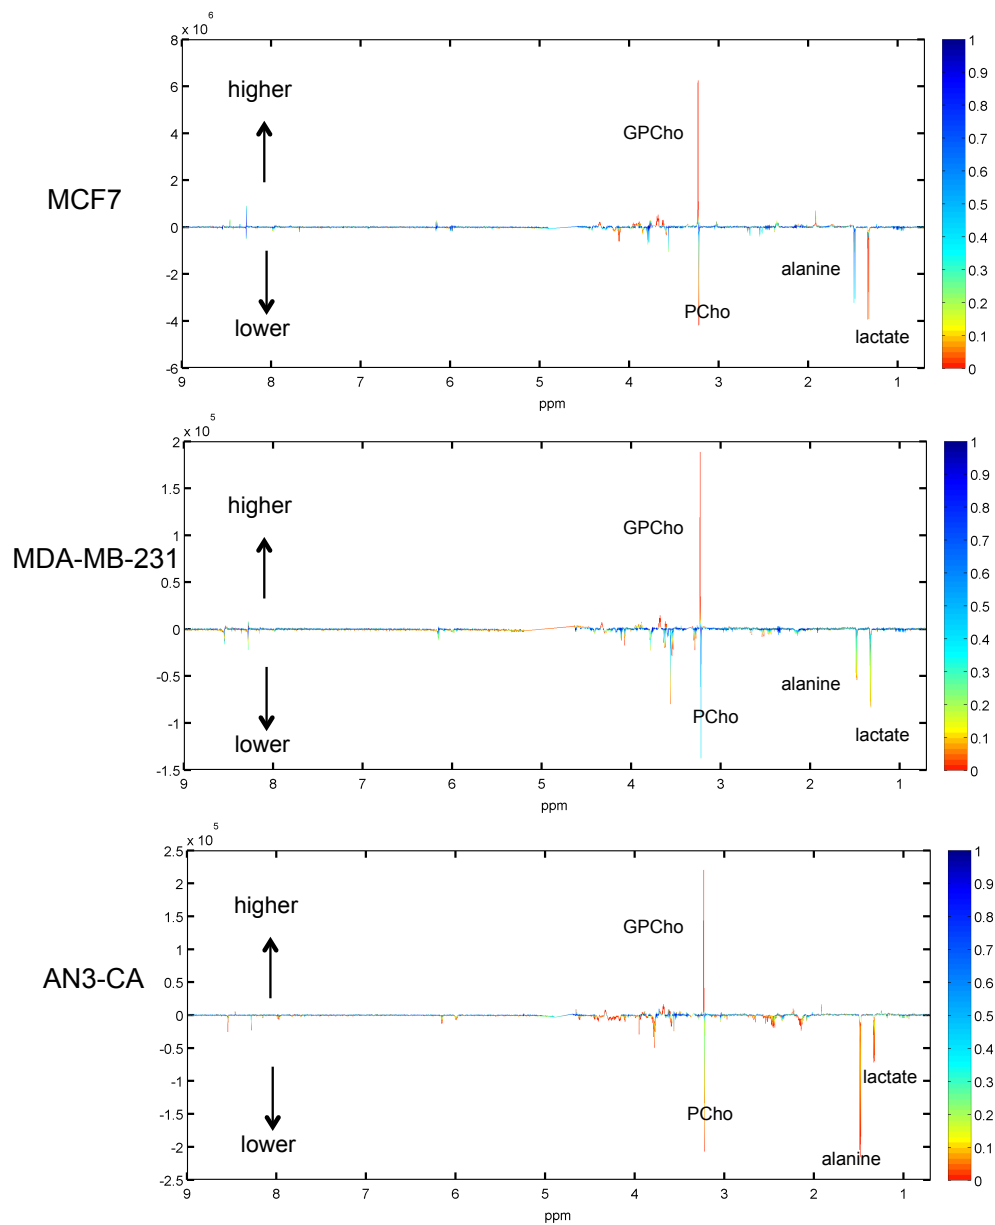 x 10^6
8
6
4
2
0
-2
-4
-6
9 8 7 6 5 4 3 2 1
ppm
MCF7
higher
lower
GPCho
PCho
alanine
lactate
1
0.9
0.8
0.7
0.6
0.5
0.4
0.3
0.2
0.1
0
x 10^5
2
1.5
1
0.5
0
-0.5
-1
-1.5
9 8 7 6 5 4 3 2 1
ppm
MDA-MB-231
higher
lower
GPCho
PCho
alanine
lactate
1
0.9
0.8
0.7
0.6
0.5
0.4
0.3
0.2
0.1
0
x 10^5
2.5
2
1.5
1
0.5
0
-0.5
-1
-1.5
-2
-2.5
9 8 7 6 5 4 3 2 1
ppm
AN3-CA
higher
lower
GPCho
PCho
lactate
alanine
1
0.9
0.8
0.7
0.6
0.5
0.4
0.3
0.2
0.1
0